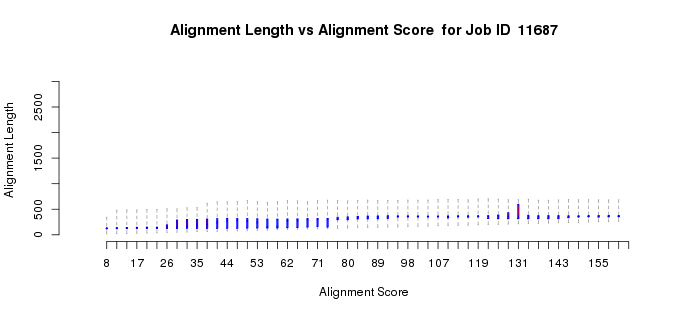 Alignment Length vs Alignment Score for Job ID 11687
Alignment Length
2500
1500
500
0
8 17 26 35 44 53 62 71 80 89 98 107 119 131 143 155
Alignment Score